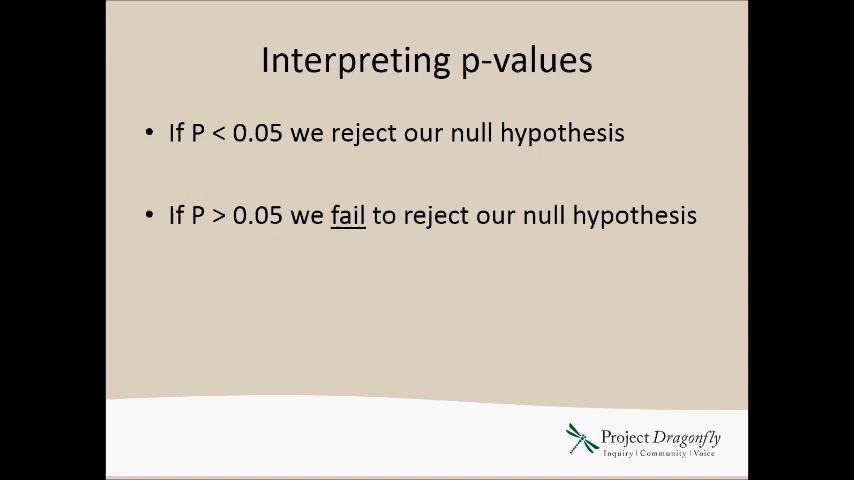 Interpreting p-values
• If P < 0.05 we reject our null hypothesis
• If P > 0.05 we fail to reject our null hypothesis
Project Dragonfly
Inquiry | Community | Voice